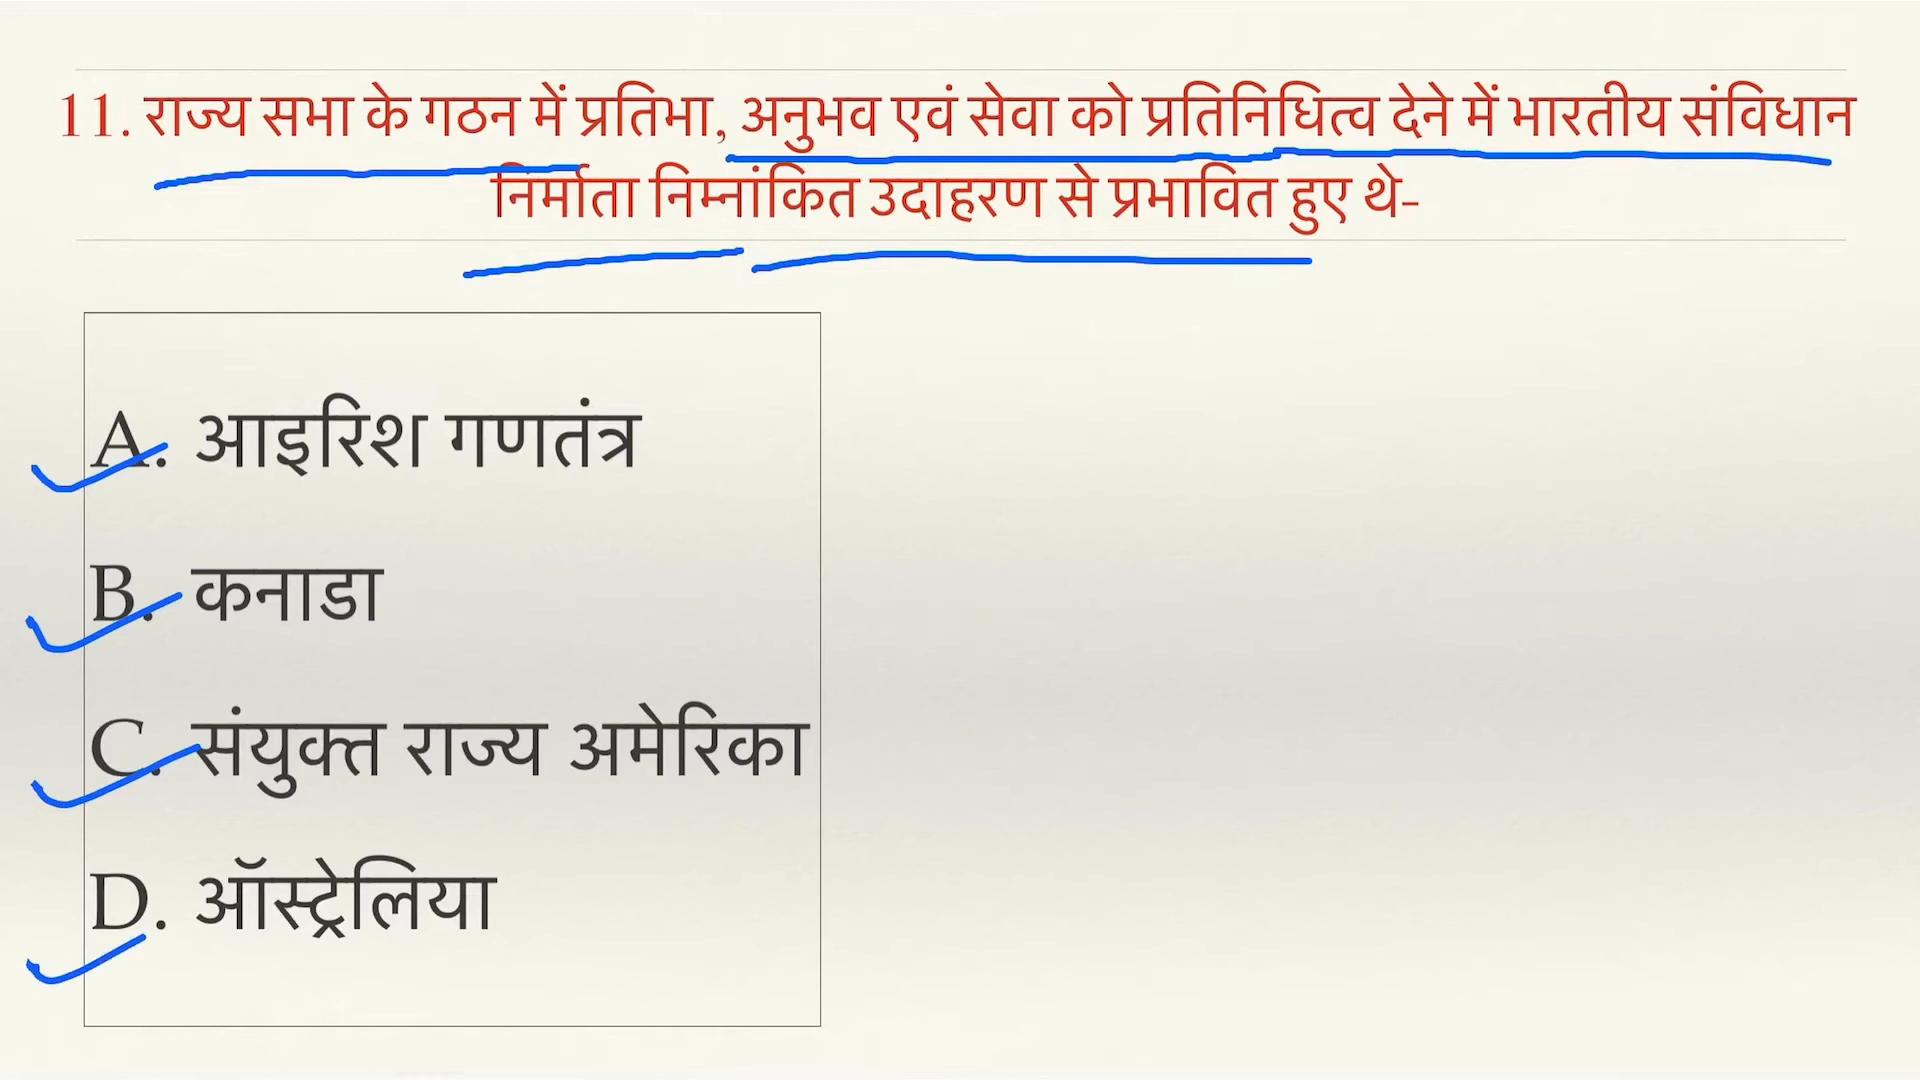 11. राज्य सभा के गठन में प्रतिभा, अनुभव एवं सेवा को प्रतिनिधित्व देने में भारतीय संविधान
निर्माता निम्नांकित उदाहरण से प्रभावित हुए थे-
A. आइरिश गणतंत्र
B. कनाडा
C. संयुक्त राज्य अमेरिका
D. ऑस्ट्रेलिया